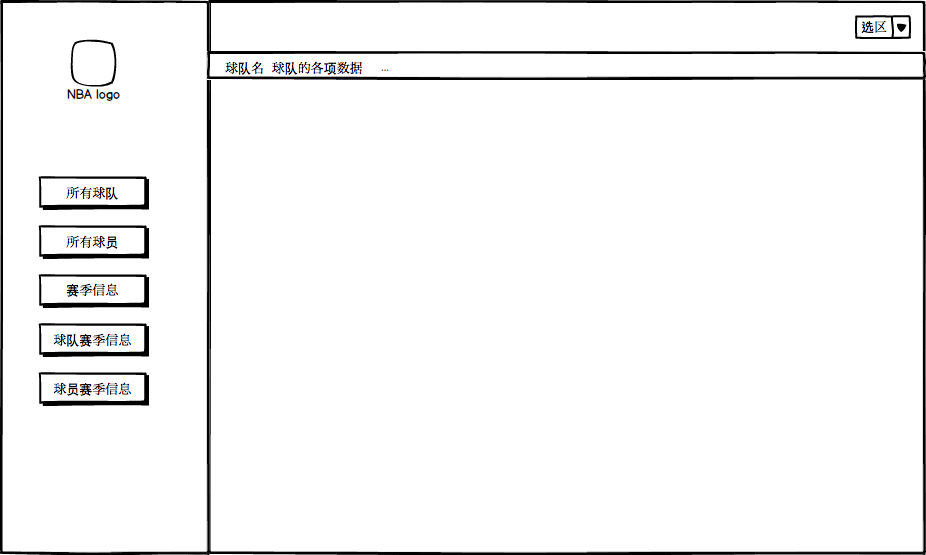 选区
球队名 球队的各项数据 ...
NBA logo
所有球队
所有球员
赛季信息
球队赛季信息
球员赛季信息